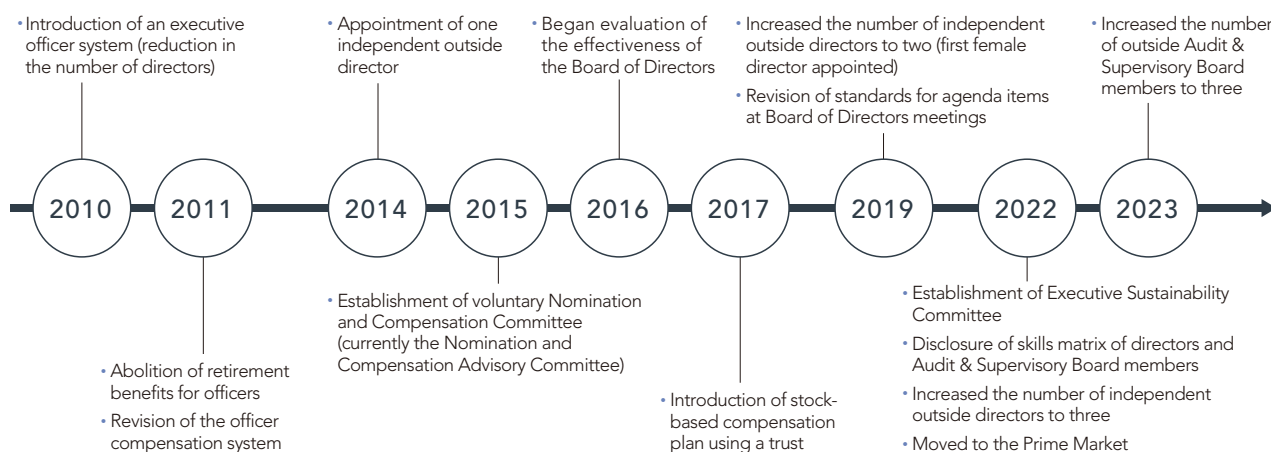 • Introduction of an executive
officer system (reduction in
the number of directors)
• Appointment of one
independent outside
director
• Began evaluation of
the effectiveness of
the Board of Directors
• Increased the number of independent
outside directors to two (first female
director appointed)
• Revision of standards for agenda items
at Board of Directors meetings
• Increased the number
of outside Audit &
Supervisory Board
members to three
2010
2011
2014
2015
2016
2017
2019
2022
2023
• Abolition of retirement
benefits for officers
• Revision of the officer
compensation system
• Establishment of voluntary Nomination
and Compensation Committee
(currently the Nomination and
Compensation Advisory Committee)
• Introduction of stock-
based compensation
plan using a trust
• Establishment of Executive Sustainability
Committee
• Disclosure of skills matrix of directors and
Audit & Supervisory Board members
• Increased the number of independent
outside directors to three
• Moved to the Prime Market